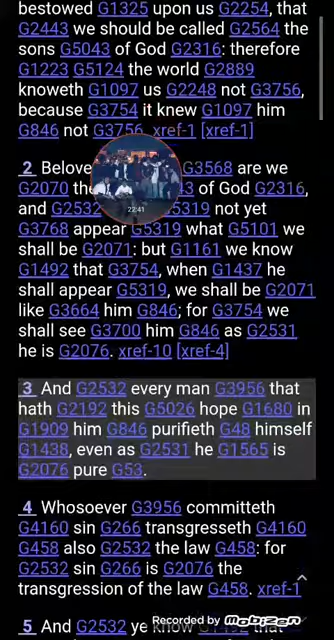 bestowed G1325 upon us G2254, that
G2443 we should be called G2564 the
sons G5043 of God G2316: therefore
G1223 G5124 the world G2889
knoweth G1097 us G2248 not G3756,
because G3754 it knew G1097 him
G846 not G3756. xref-1 [xref-1]
2 Belove G3568 are we
G2070 the 43 of God G2316,
and G2532 G5319 not yet
22:41
G3768 appear G5319 what G5101 we
shall be G2071: but G1161 we know
G1492 that G3754, when G1437 he
shall appear G5319, we shall be G2071
like G3664 him G846; for G3754 we
shall see G3700 him G846 as G2531
he is G2076. xref-10 [xref-4]
3 And G2532 every man G3956 that
hath G2192 this G5026 hope G1680 in
G1909 him G846 purifieth G48 himself
G1438, even as G2531 he G1565 is
G2076 pure G53.
4 Whosoever G3956 committeth
G4160 sin G266 transgresseth G4160
G458 also G2532 the law G458: for
G2532 sin G266 is G2076 the
transgression of the law G458. xref-1
Recorded by Mobizen
5 And G2532 ye know that